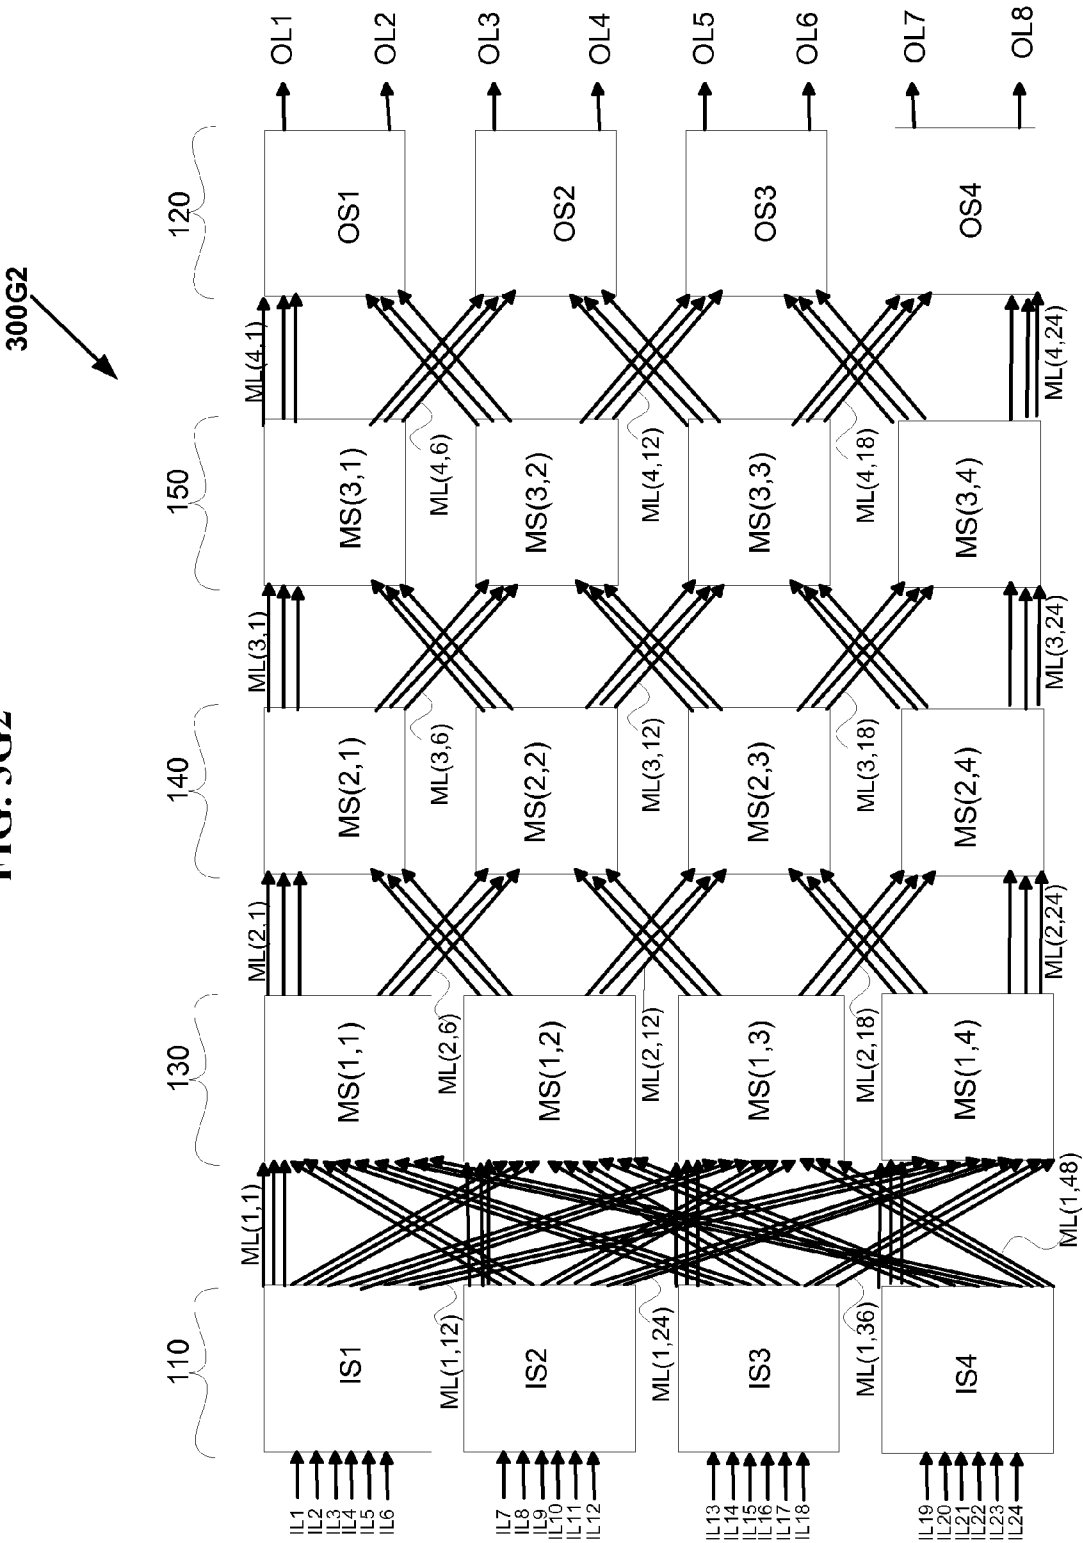 FIG. 3G2
300G2
110
130
140
150
120
IL1
IL2
IL3
IL4
IL5
IL6
IS1
ML(1,1)
MS(1,1)
ML(2,1)
MS(2,1)
ML(3,1)
MS(3,1)
ML(4,1)
OS1
OL1
OL2
ML(1,12)
ML(2,6)
ML(3,6)
ML(4,6)
IL7
IL8
IL9
IL10
IL11
IL12
IS2
MS(1,2)
MS(2,2)
MS(3,2)
OS2
OL3
OL4
ML(1,24)
ML(2,12)
ML(3,12)
ML(4,12)
IL13
IL14
IL15
IL16
IL17
IL18
IS3
MS(1,3)
MS(2,3)
MS(3,3)
OS3
OL5
OL6
ML(1,36)
ML(2,18)
ML(3,18)
ML(4,18)
IL19
IL20
IL21
IL22
IL23
IL24
IS4
MS(1,4)
MS(2,4)
MS(3,4)
OS4
OL7
OL8
ML(1,48)
ML(2,24)
ML(3,24)
ML(4,24)